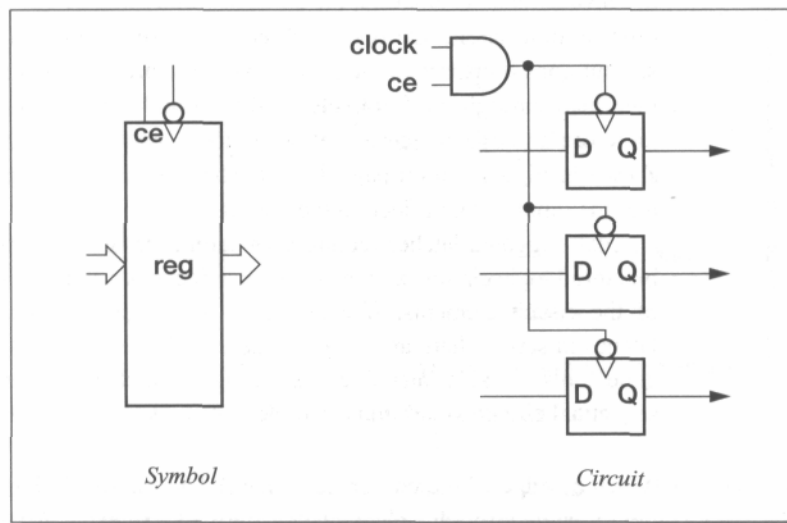 clock
ce
ce
D Q
reg
D Q
D Q
Symbol
Circuit